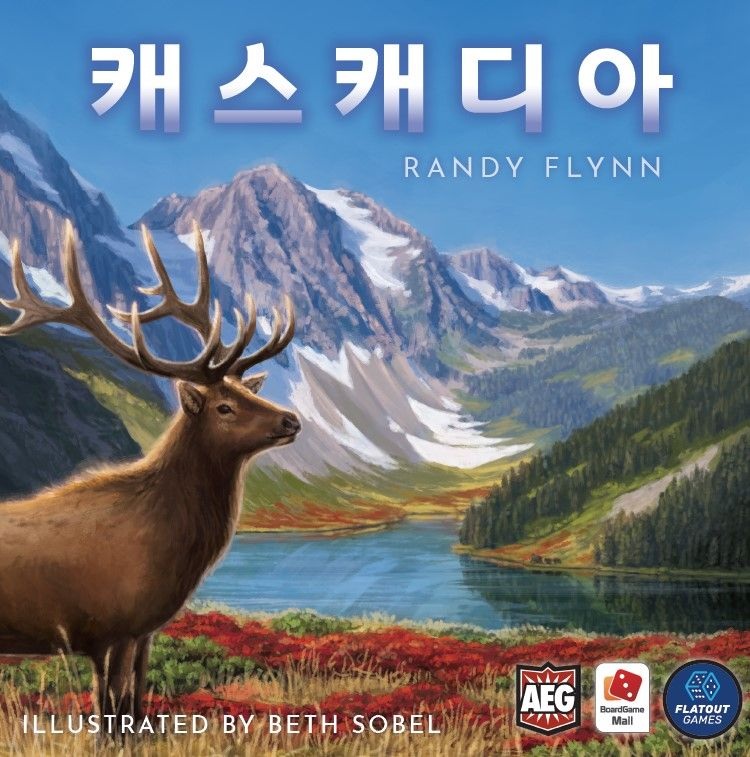 캐스캐디아
RANDY FLYNN
ILLUSTRATED BY BETH SOBEL
AEG
BoardGame
Mall
FLATOUT
GAMES